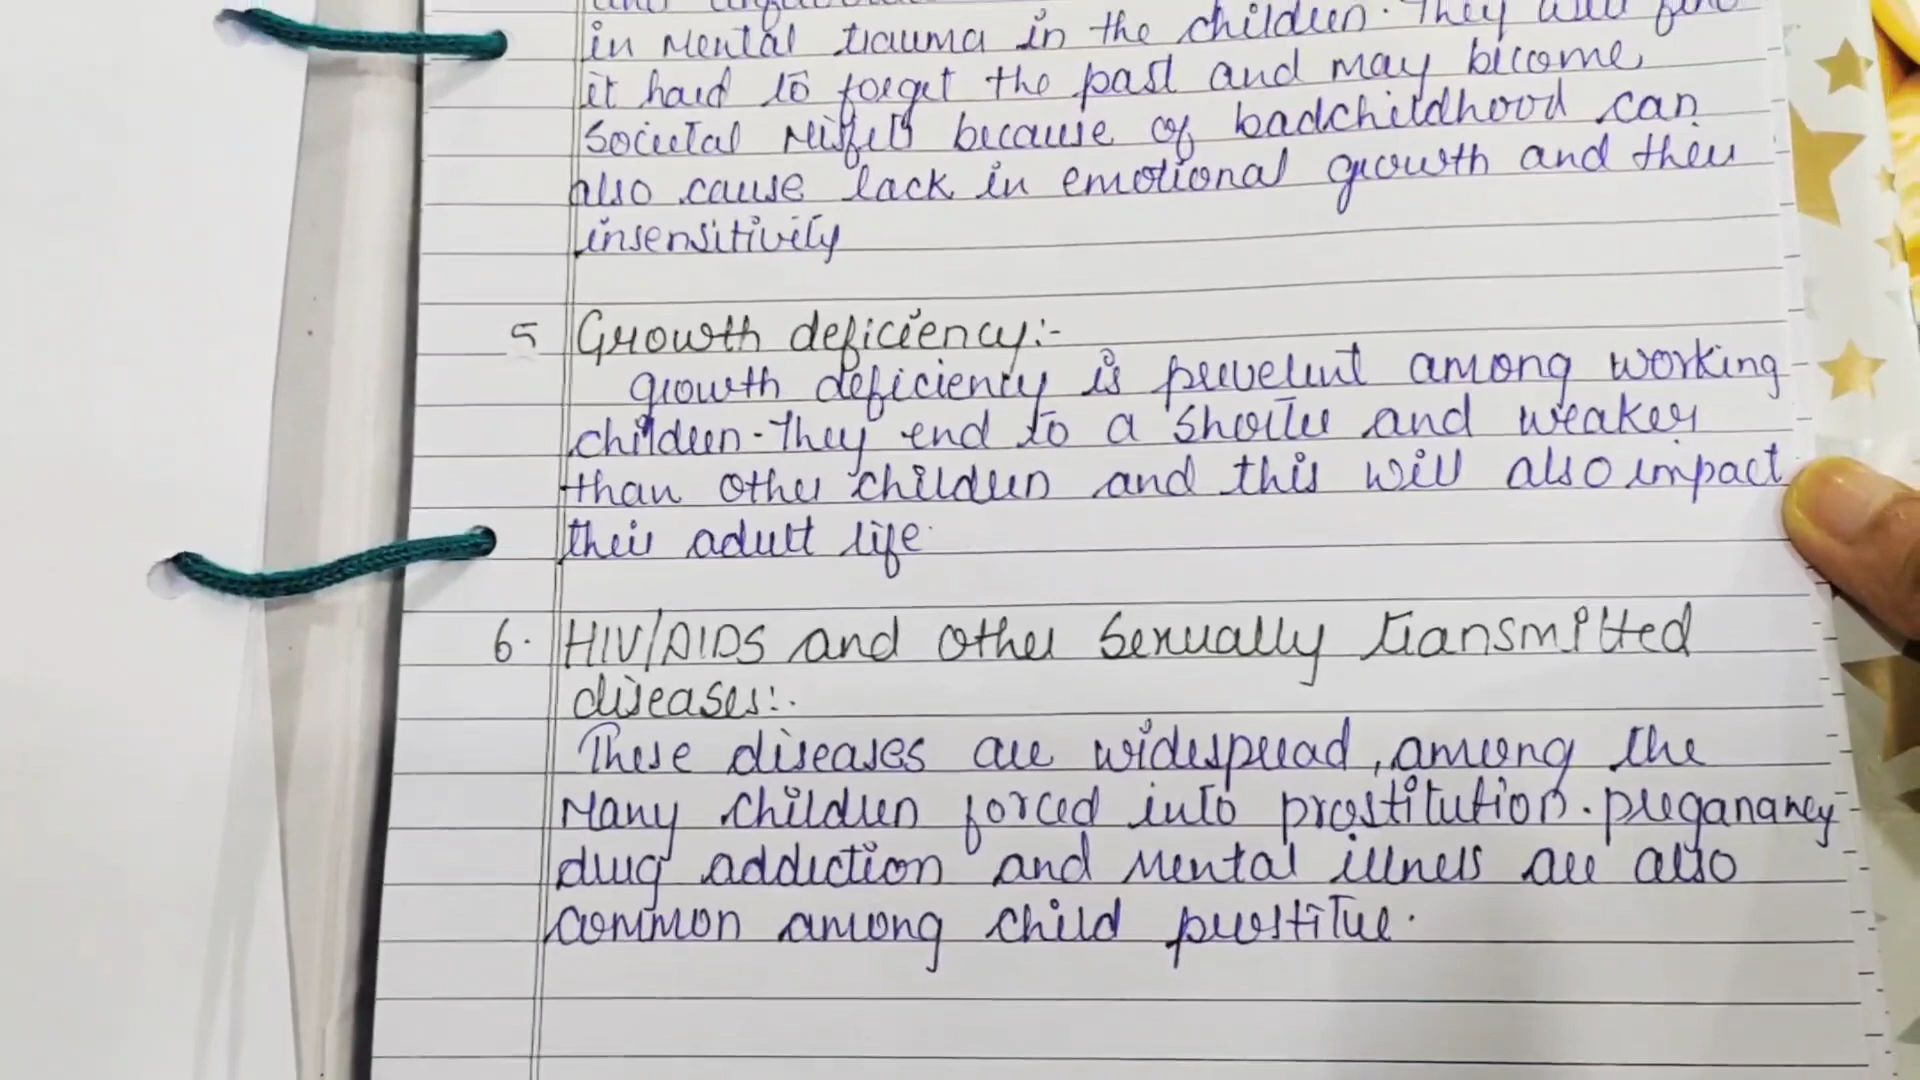 in Mental trauma in the children. They will find
it hard to forget the past and may become
Societal Misfits because of badchildhood can
also cause lack in emotional growth and their
insensitivity
5 Growth deficiency:-
growth deficiency is prevelent among working
children. They end to a shorter and weaker
than other children and this will also impact
their adult life.
6. HIV/AIDS and other Sexually transmitted
diseases:.
These diseases are widespread, among the
Many children forced into prostitution. preganancy
drug addiction and Mental illness are also
common among child prostitue.